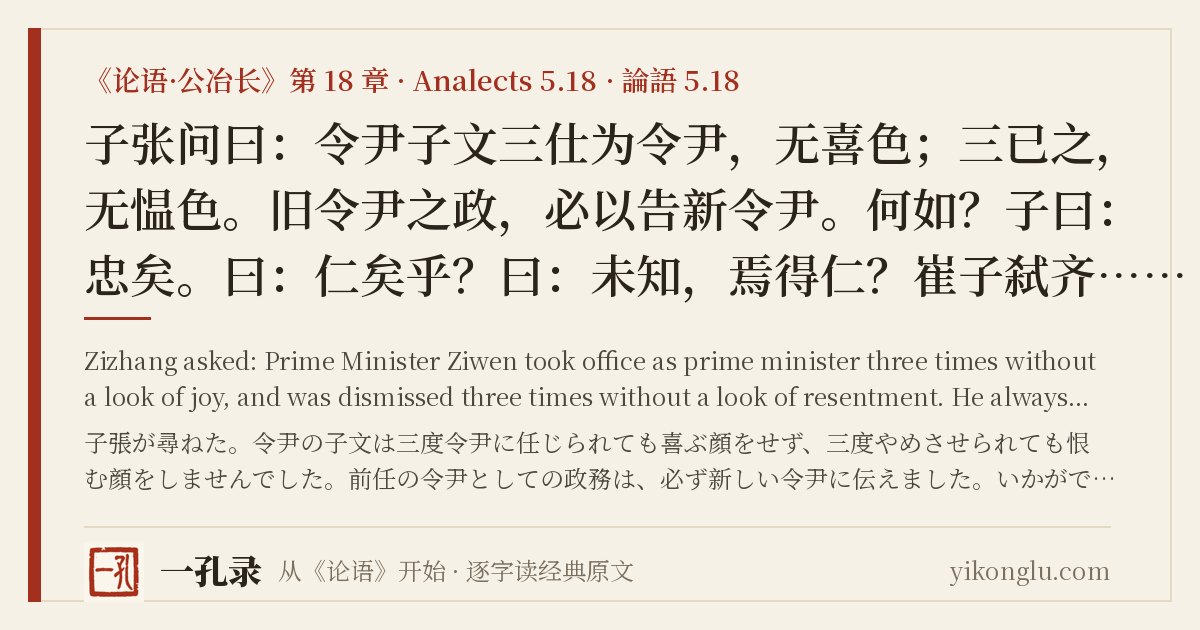 《论语·公冶长》第 18 章 · Analects 5.18 · 論語 5.18
子张问曰：令尹子文三仕为令尹，无喜色；三已之，
无愠色。旧令尹之政，必以告新令尹。何如？子曰：
忠矣。曰：仁矣乎？曰：未知，焉得仁？崔子弑齐……
Zizhang asked: Prime Minister Ziwen took office as prime minister three times without
a look of joy, and was dismissed three times without a look of resentment. He always...
子張が尋ねた。令尹の子文は三度令尹に任じられても喜ぶ顔をせず、三度やめさせられても恨
む顔をしませんでした。前任の令尹としての政務は、必ず新しい令尹に伝えました。いかがで…
一孔
一孔录 从《论语》开始 · 逐字读经典原文 yikonglu.com